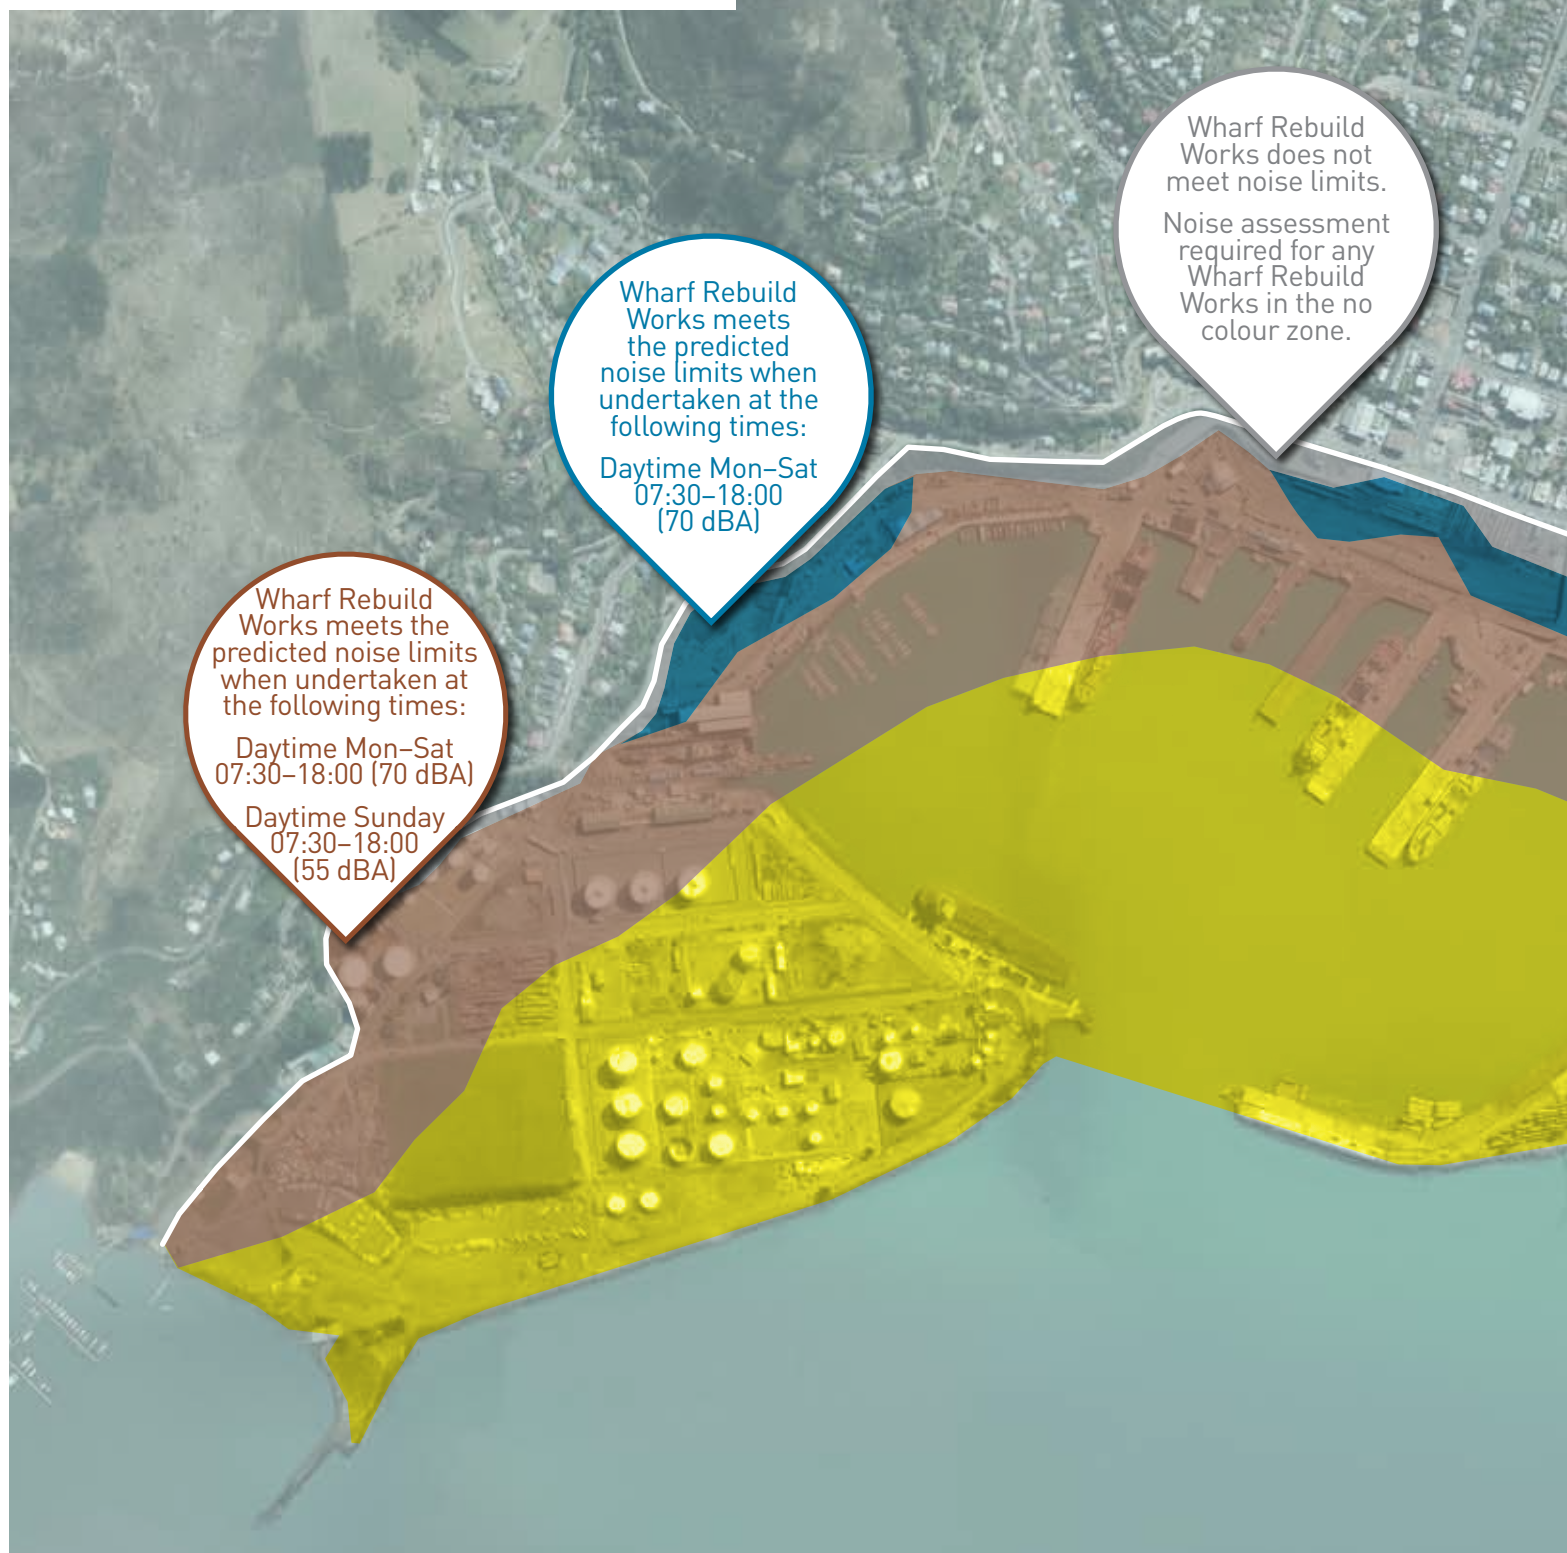 Wharf Rebuild
Works does not
meet noise limits.
Noise assessment
required for any
Wharf Rebuild
Works in the no
colour zone.
Wharf Rebuild
Works meets
the predicted
noise limits when
undertaken at the
following times:
Daytime Mon–Sat
07:30–18:00
(70 dBA)
Wharf Rebuild
Works meets the
predicted noise limits
when undertaken at
the following times:
Daytime Mon–Sat
07:30–18:00 (70 dBA)
Daytime Sunday
07:30–18:00
(55 dBA)